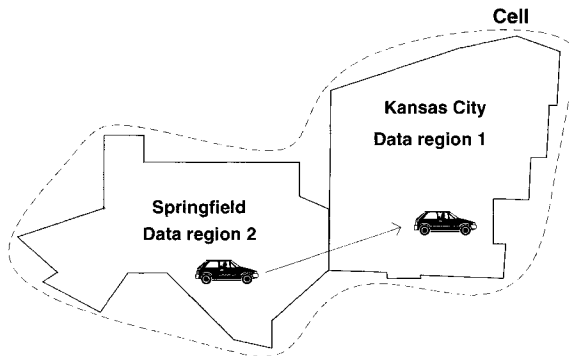 Cell
Kansas City
Data region 1
Springfield
Data region 2